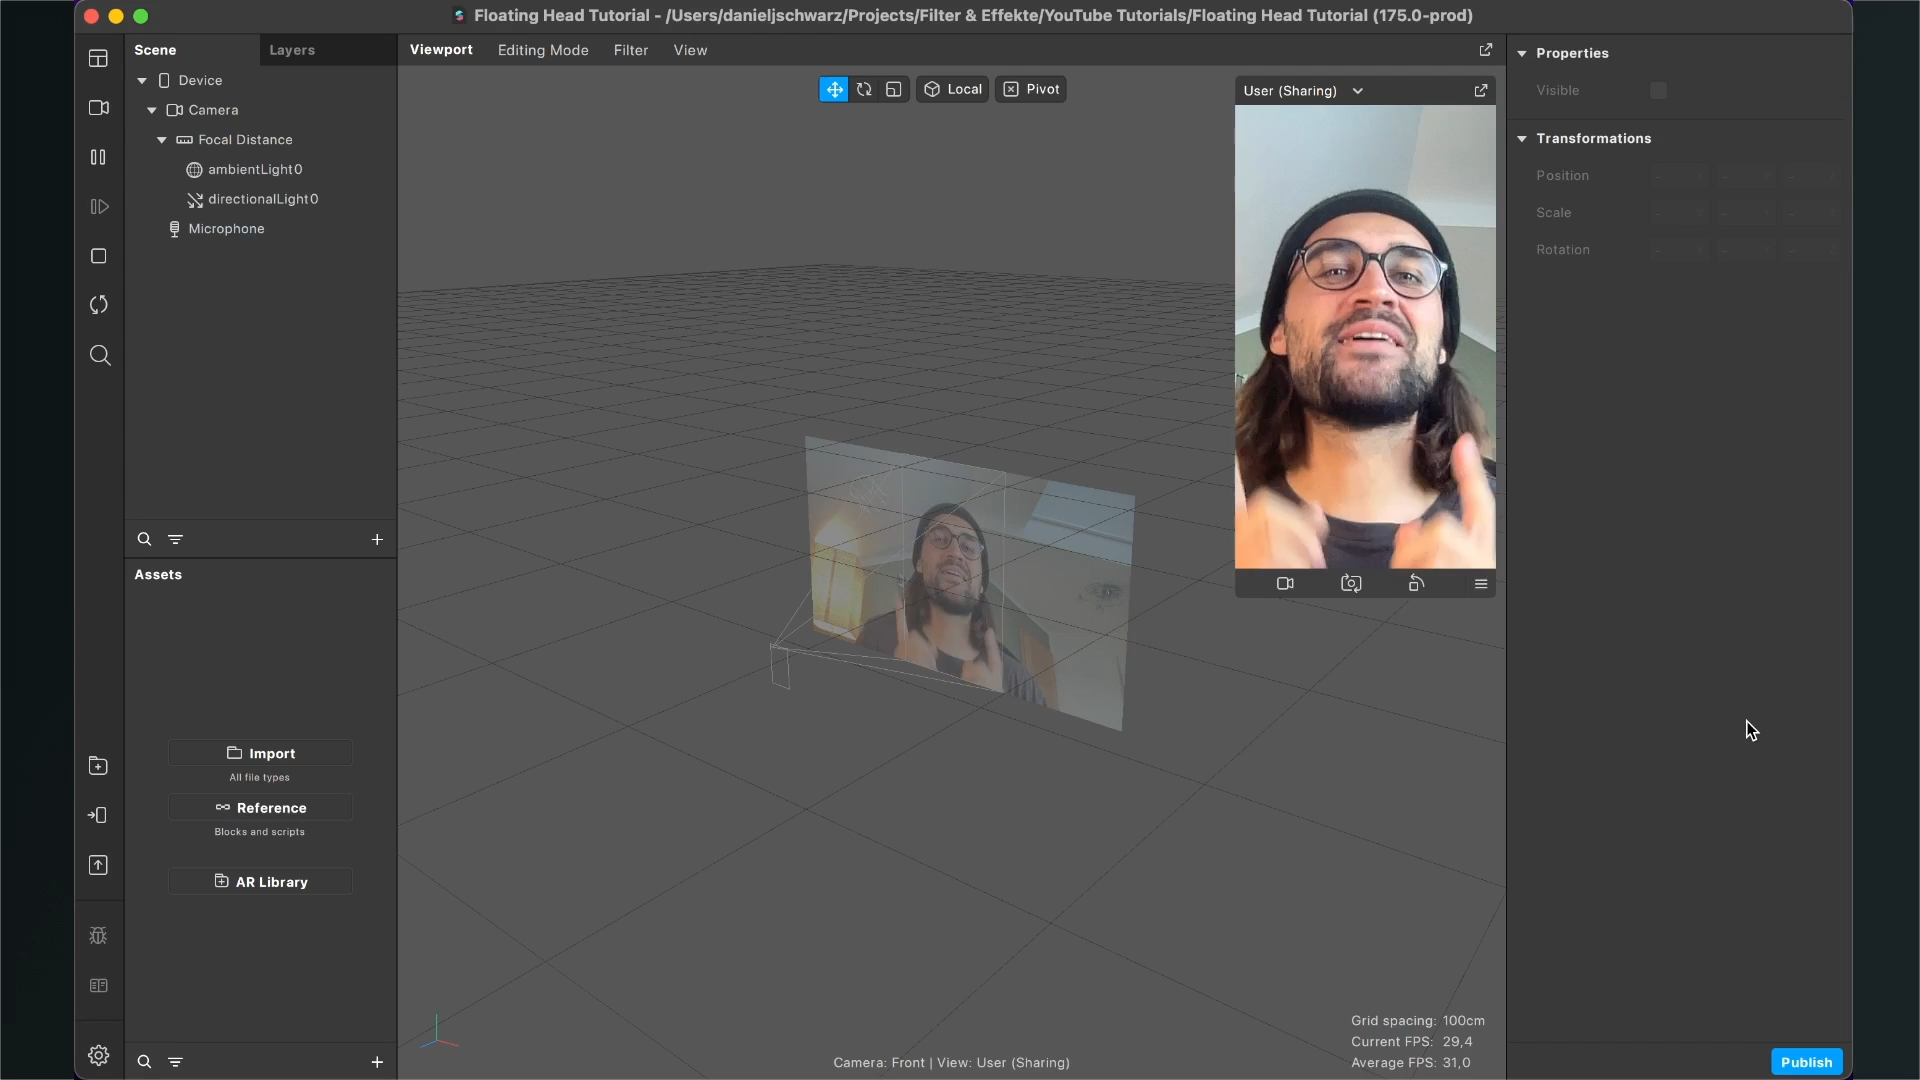 Floating Head Tutorial - /Users/danieljschwarz/Projects/Filter & Effekte/YouTube Tutorials/Floating Head Tutorial (175.0-prod)
Scene
Layers
Device
Camera
Focal Distance
ambientLight0
directionalLight0
Microphone
Assets
Import
All file types
Reference
Blocks and scripts
AR Library
Viewport
Editing Mode
Filter
View
Local
Pivot
User (Sharing)
Camera: Front | View: User (Sharing)
Grid spacing: 100cm
Current FPS: 29,4
Average FPS: 31,0
Properties
Visible
Transformations
Position
Scale
Rotation
Publish